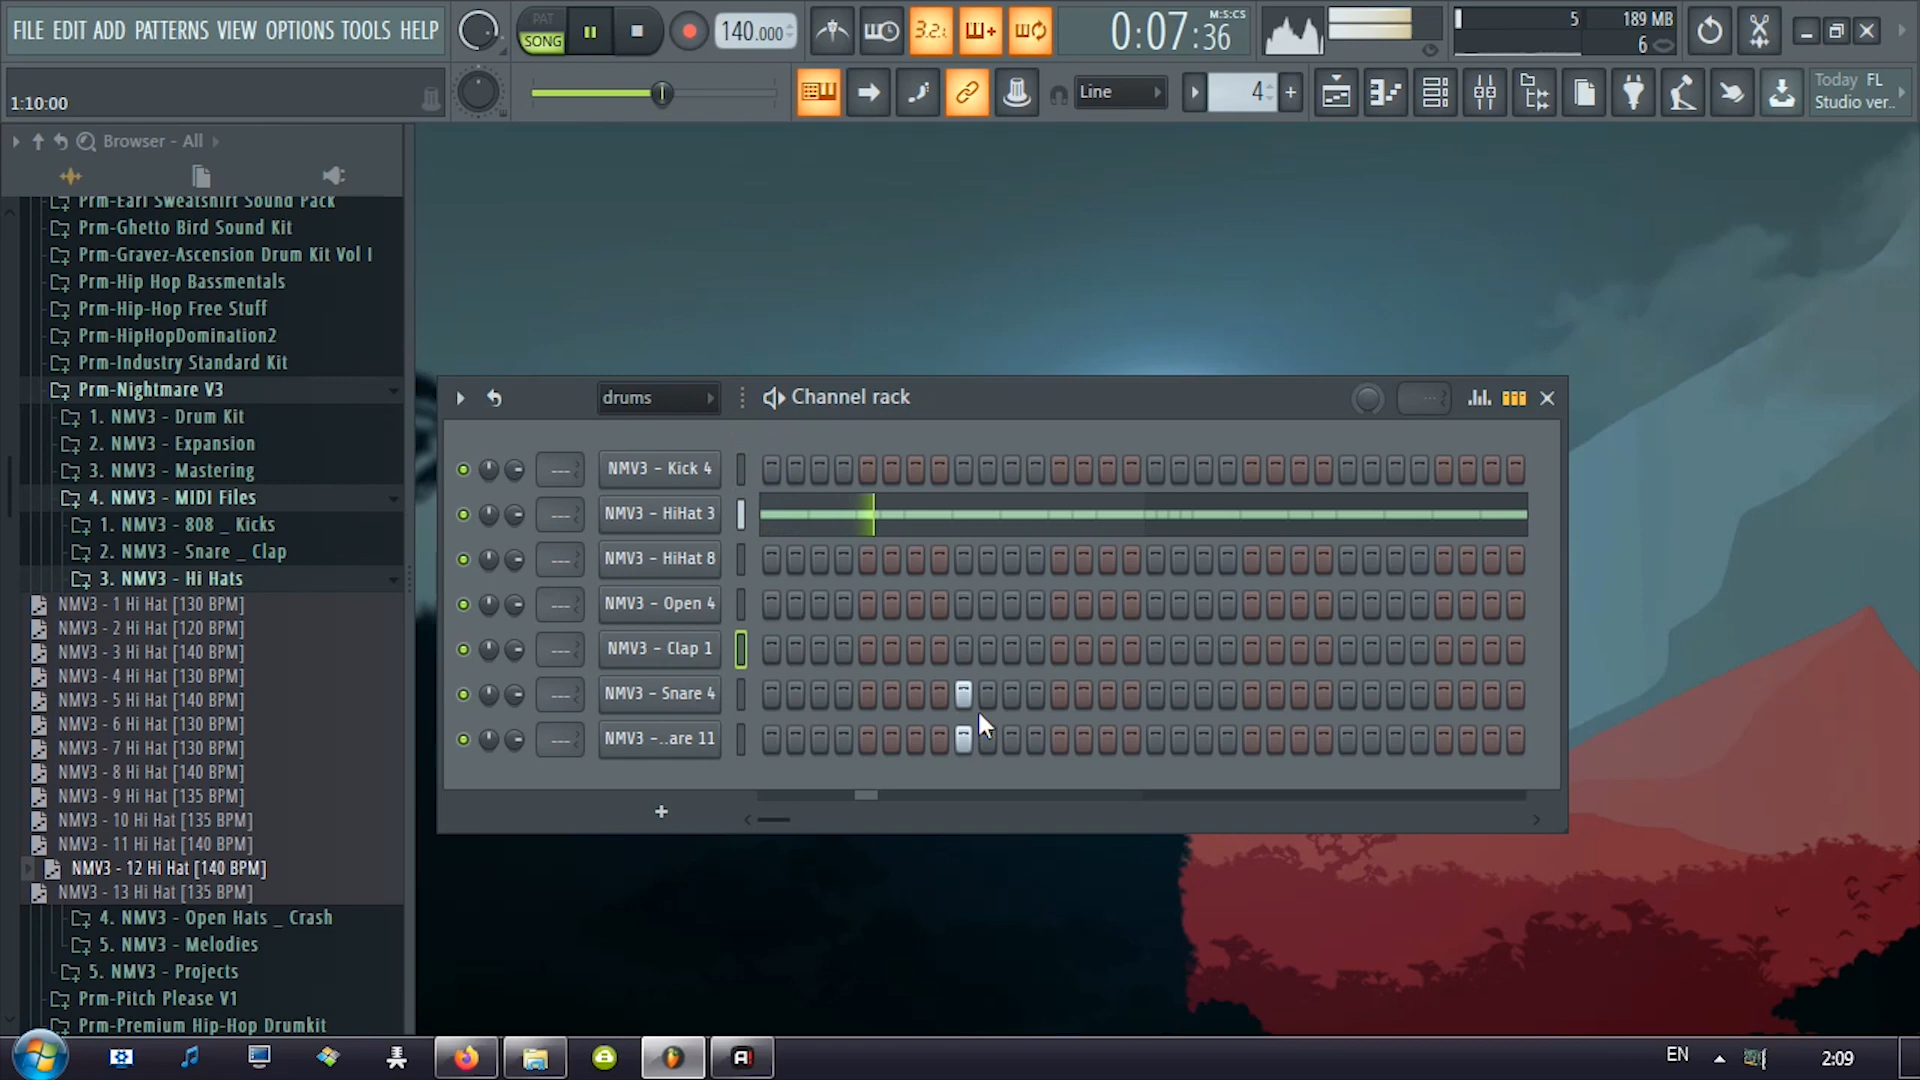 FILE EDIT ADD PATTERNS VIEW OPTIONS TOOLS HELP
PAT
SONG
140.000
3.2.
0:07:36
M:S:CS
5
189 MB
6
1:10:00
Line
4
Today FL
Studio ver..
Browser - All
Prm-Earl Sweatshirt Sound Pack
Prm-Ghetto Bird Sound Kit
Prm-Gravez-Ascension Drum Kit Vol I
Prm-Hip Hop Bassmentals
Prm-Hip-Hop Free Stuff
Prm-HipHopDomination2
Prm-Industry Standard Kit
Prm-Nightmare V3
1. NMV3 - Drum Kit
2. NMV3 - Expansion
3. NMV3 - Mastering
4. NMV3 - MIDI Files
1. NMV3 - 808 _ Kicks
2. NMV3 - Snare _ Clap
3. NMV3 - Hi Hats
NMV3 - 1 Hi Hat [130 BPM]
NMV3 - 2 Hi Hat [120 BPM]
NMV3 - 3 Hi Hat [140 BPM]
NMV3 - 4 Hi Hat [130 BPM]
NMV3 - 5 Hi Hat [140 BPM]
NMV3 - 6 Hi Hat [130 BPM]
NMV3 - 7 Hi Hat [130 BPM]
NMV3 - 8 Hi Hat [140 BPM]
NMV3 - 9 Hi Hat [135 BPM]
NMV3 - 10 Hi Hat [135 BPM]
NMV3 - 11 Hi Hat [140 BPM]
NMV3 - 12 Hi Hat [140 BPM]
NMV3 - 13 Hi Hat [135 BPM]
4. NMV3 - Open Hats _ Crash
5. NMV3 - Melodies
5. NMV3 - Projects
Prm-Pitch Please V1
Prm-Premium Hip-Hop Drumkit
drums
Channel rack
NMV3 - Kick 4
NMV3 - HiHat 3
NMV3 - HiHat 8
NMV3 - Open 4
NMV3 - Clap 1
NMV3 - Snare 4
NMV3 -..are 11
EN
2:09